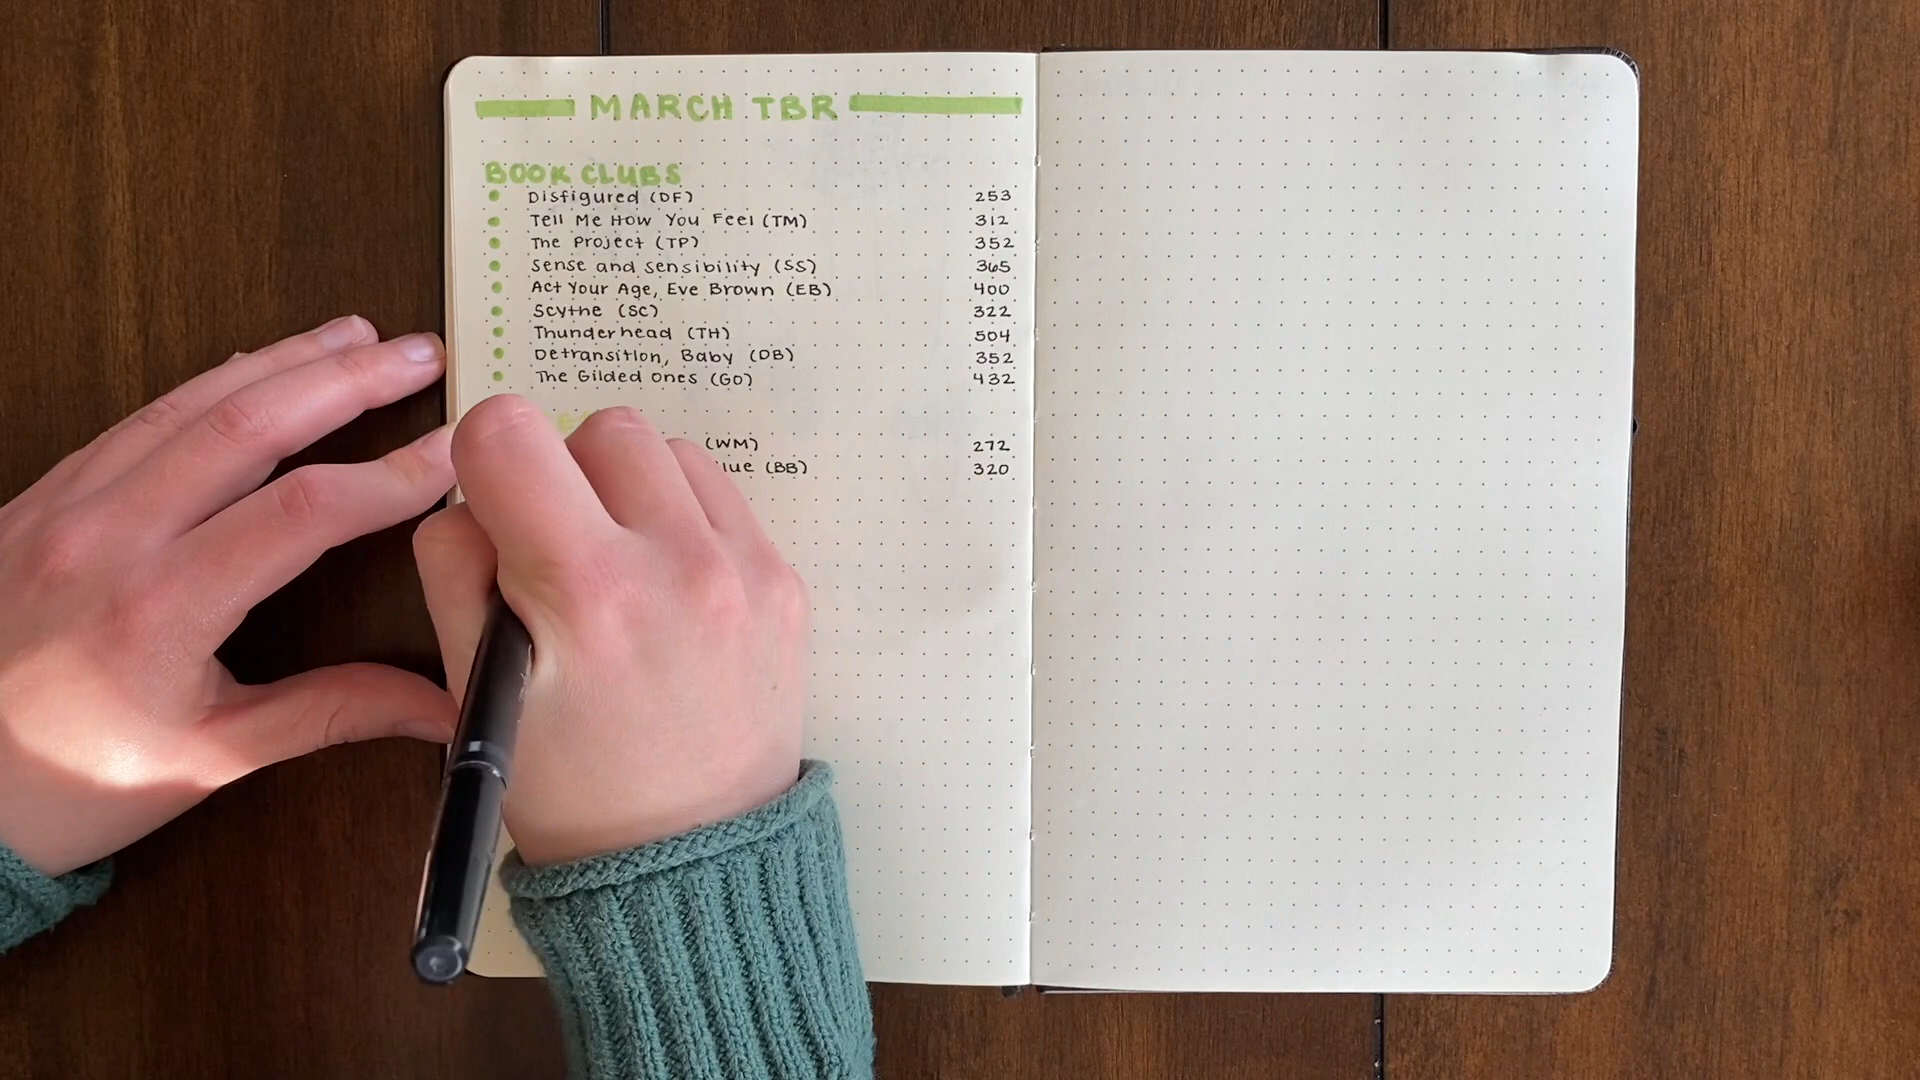 MARCH TBR
BOOK CLUBS
Disfigured (DF) 253
Tell Me How You Feel (TM) 312
The Project (TP) 352
Sense and Sensibility (SS) 365
Act Your Age, Eve Brown (EB) 400
Scythe (SC) 322
Thunderhead (TH) 504
Detransition, Baby (DB) 352
The Gilded Ones (GO) 432
(WM) 272
(BB) 320